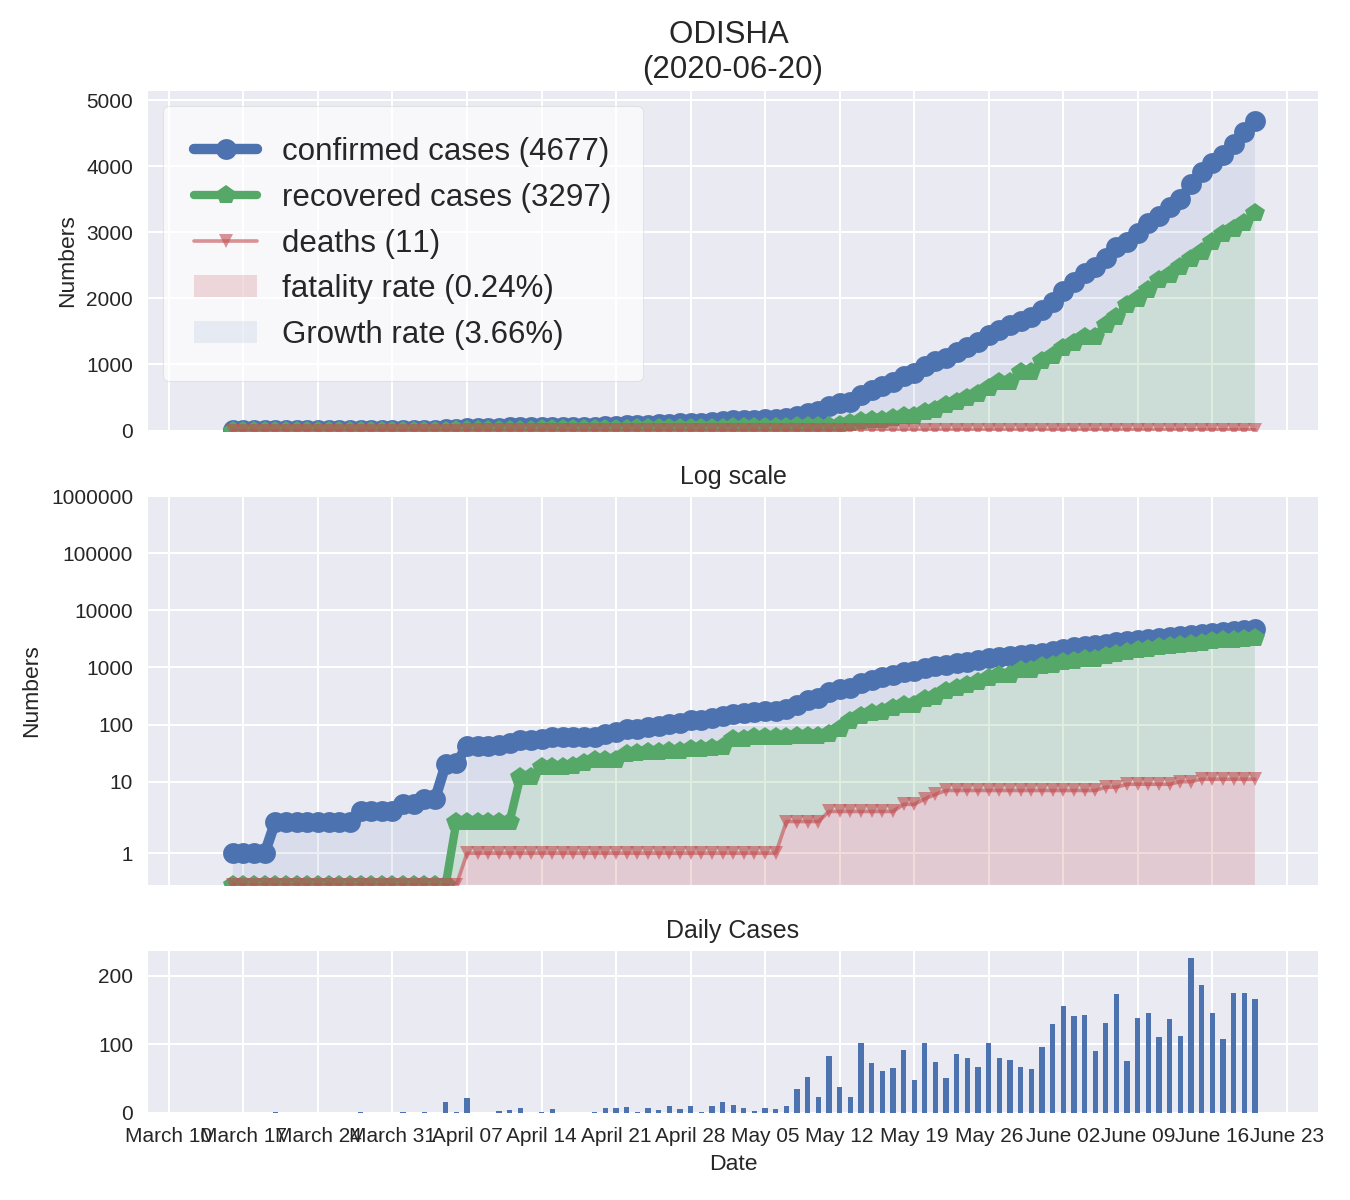 ODISHA
(2020-06-20)
5000
4000
3000
2000
1000
0
Numbers
confirmed cases (4677)
recovered cases (3297)
deaths (11)
fatality rate (0.24%)
Growth rate (3.66%)
Log scale
1000000
100000
10000
1000
100
10
1
Numbers
Daily Cases
200
100
0
March 10 March 17 March 24 March 31 April 07 April 14 April 21 April 28 May 05 May 12 May 19 May 26 June 02 June 09 June 16 June 23
Date